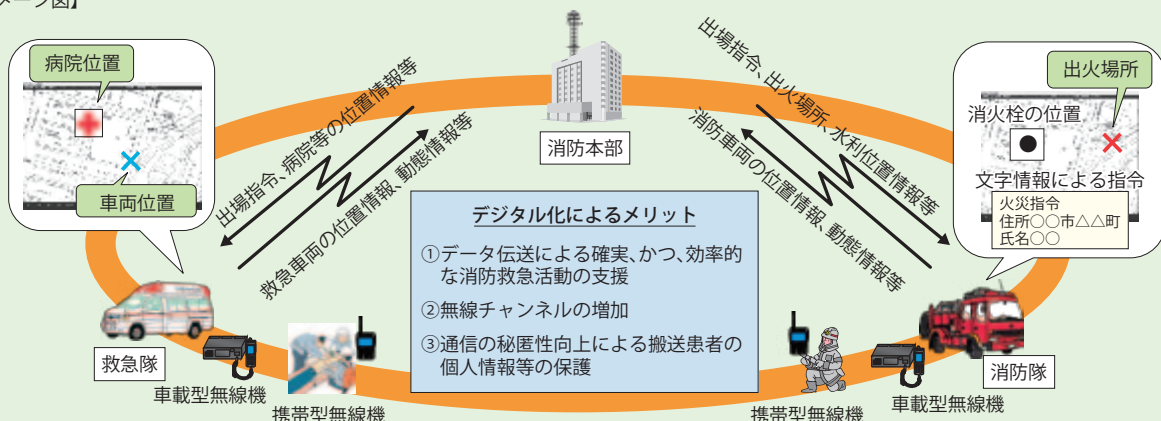 メージ図】
病院位置
車両位置
出場指令、病院等の位置情報等
救急車両の位置情報、動態情報等
消防本部
出場指令、出火場所、水利位置情報等
消防車両の位置情報、動態情報等
出火場所
消火栓の位置
文字情報による指令
火災指令
住所○○市△△町
氏名○○
デジタル化によるメリット
①データ伝送による確実、かつ、効率的
な消防救急活動の支援
②無線チャンネルの増加
③通信の秘匿性向上による搬送患者の
個人情報等の保護
救急隊
車載型無線機
携帯型無線機
携帯型無線機
車載型無線機
消防隊